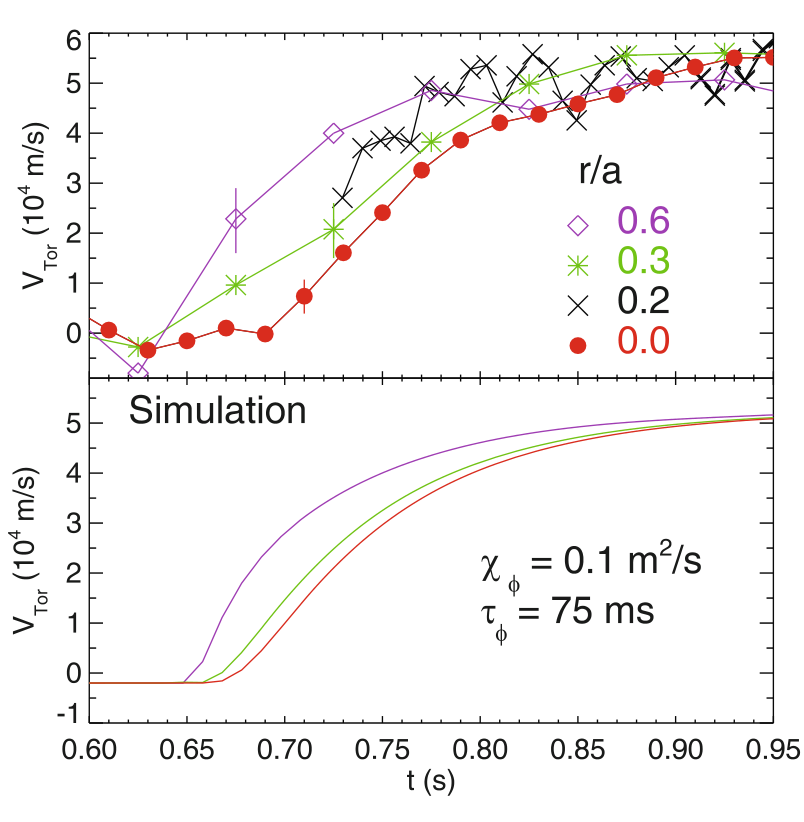 6
5
4
3
2
1
0
V_Tor (10^4 m/s)
r/a
0.6
0.3
0.2
0.0
Simulation
5
4
3
2
1
0
-1
V_Tor (10^4 m/s)
χ_ϕ = 0.1 m^2/s
τ_ϕ = 75 ms
0.60 0.65 0.70 0.75 0.80 0.85 0.90 0.95
t (s)